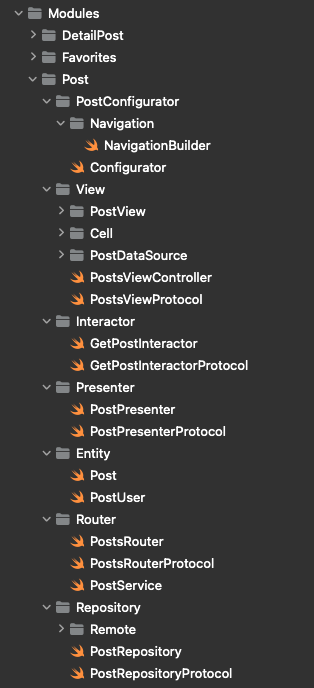 Modules
DetailPost
Favorites
Post
PostConfigurator
Navigation
NavigationBuilder
Configurator
View
PostView
Cell
PostDataSource
PostsViewController
PostsViewProtocol
Interactor
GetPostInteractor
GetPostInteractorProtocol
Presenter
PostPresenter
PostPresenterProtocol
Entity
Post
PostUser
Router
PostsRouter
PostsRouterProtocol
PostService
Repository
Remote
PostRepository
PostRepositoryProtocol